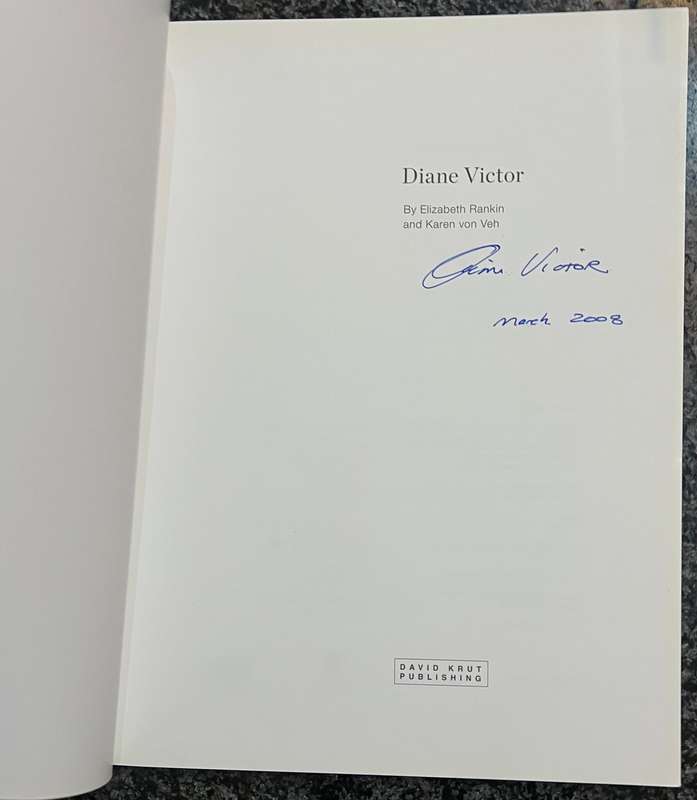 Diane Victor
By Elizabeth Rankin
and Karen von Veh
Diane Victor
March 2008
DAVID KRUT
PUBLISHING